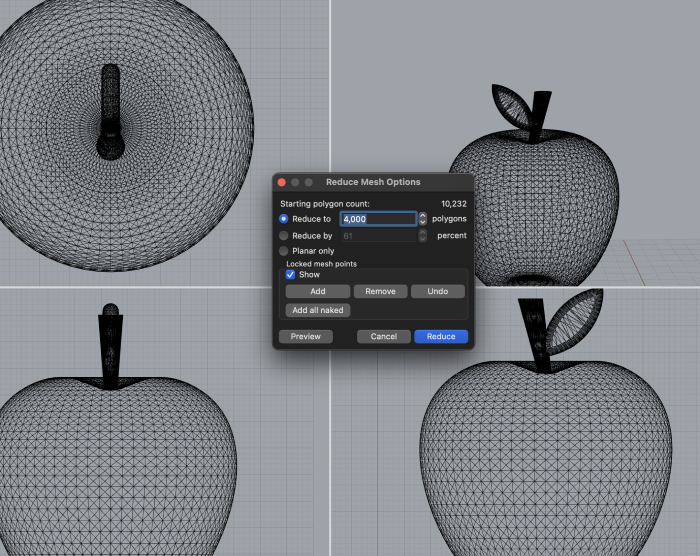 Reduce Mesh Options
Starting polygon count: 10,232
Reduce to 4,000 polygons
Reduce by 61 percent
Planar only
Locked mesh points
Show
Add Remove Undo
Add all naked
Preview Cancel Reduce